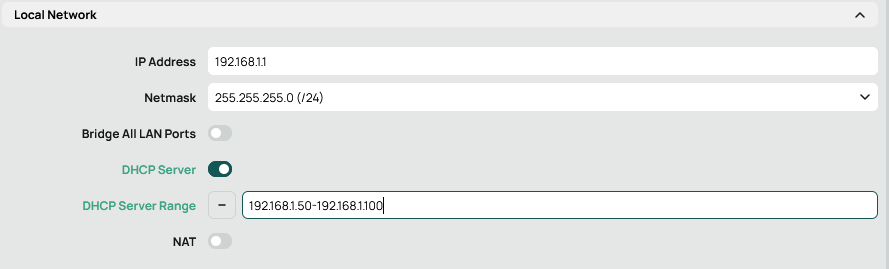 Local Network
IP Address 192.168.1.1
Netmask 255.255.255.0 (/24)
Bridge All LAN Ports
DHCP Server
DHCP Server Range - 192.168.1.50-192.168.1.100
NAT